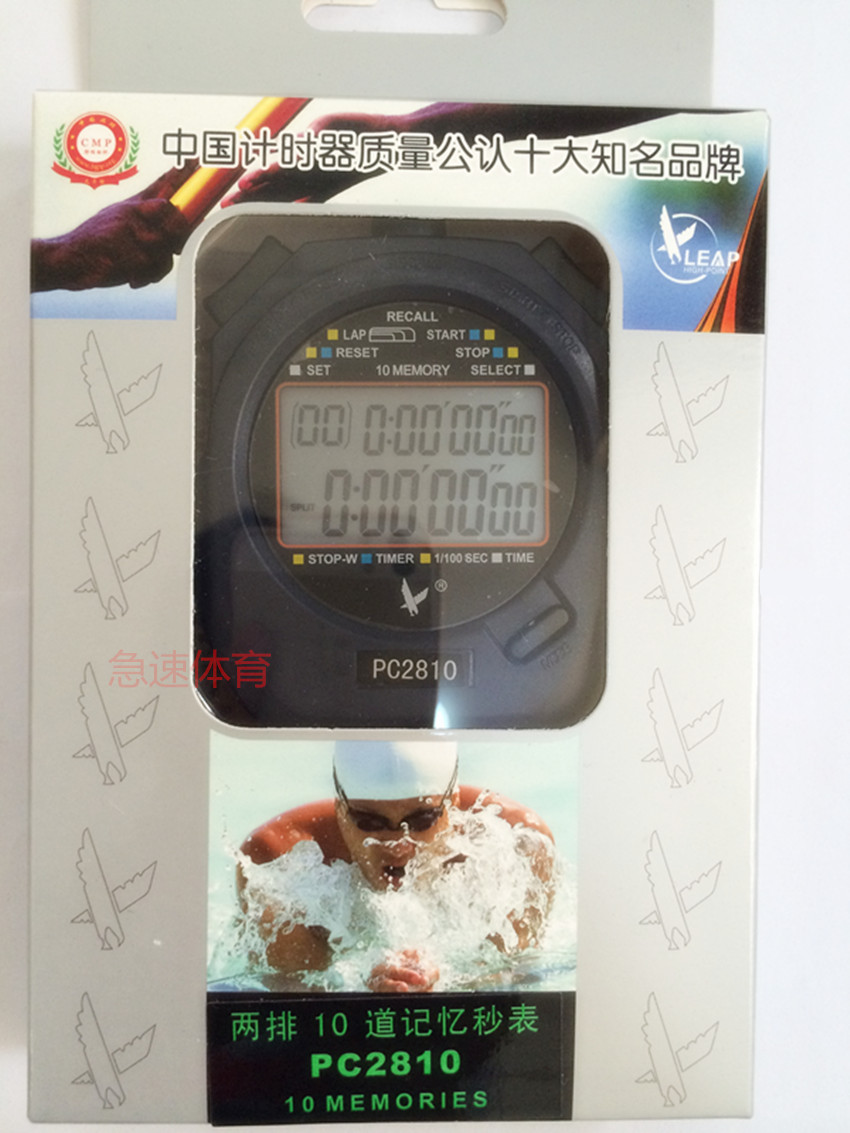 中国计时器质量公认十大知名品牌
CMP
LEAP
HIGH-POINT
RECALL
LAP START
RESET STOP
SET 10 MEMORY SELECT
00 0:00'00"00
SPLIT 0:00'00"00
STOP-W TIMER 1/100 SEC TIME
®
MODE
急速体育
PC2810
两排 10 道记忆秒表
PC2810
10 MEMORIES